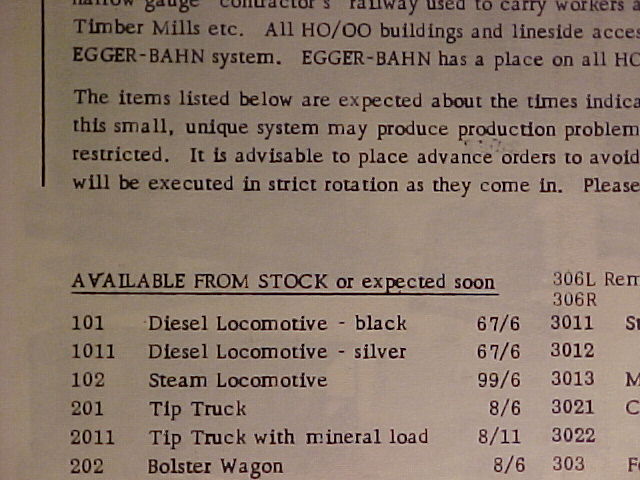 narrow gauge "contractor's" railway used to carry workers a
Timber Mills etc. All HO/OO buildings and lineside acces
EGGER-BAHN system. EGGER-BAHN has a place on all HO
The items listed below are expected about the times indica
this small, unique system may produce production problem
restricted. It is advisable to place advance orders to avoid
will be executed in strict rotation as they come in. Please
AVAILABLE FROM STOCK or expected soon 306L Rem
306R
101 Diesel Locomotive - black 67/6 3011 St
1011 Diesel Locomotive - silver 67/6 3012
102 Steam Locomotive 99/6 3013 M
201 Tip Truck 8/6 3021 C
2011 Tip Truck with mineral load 8/11 3022
202 Bolster Wagon 8/6 303 Fe